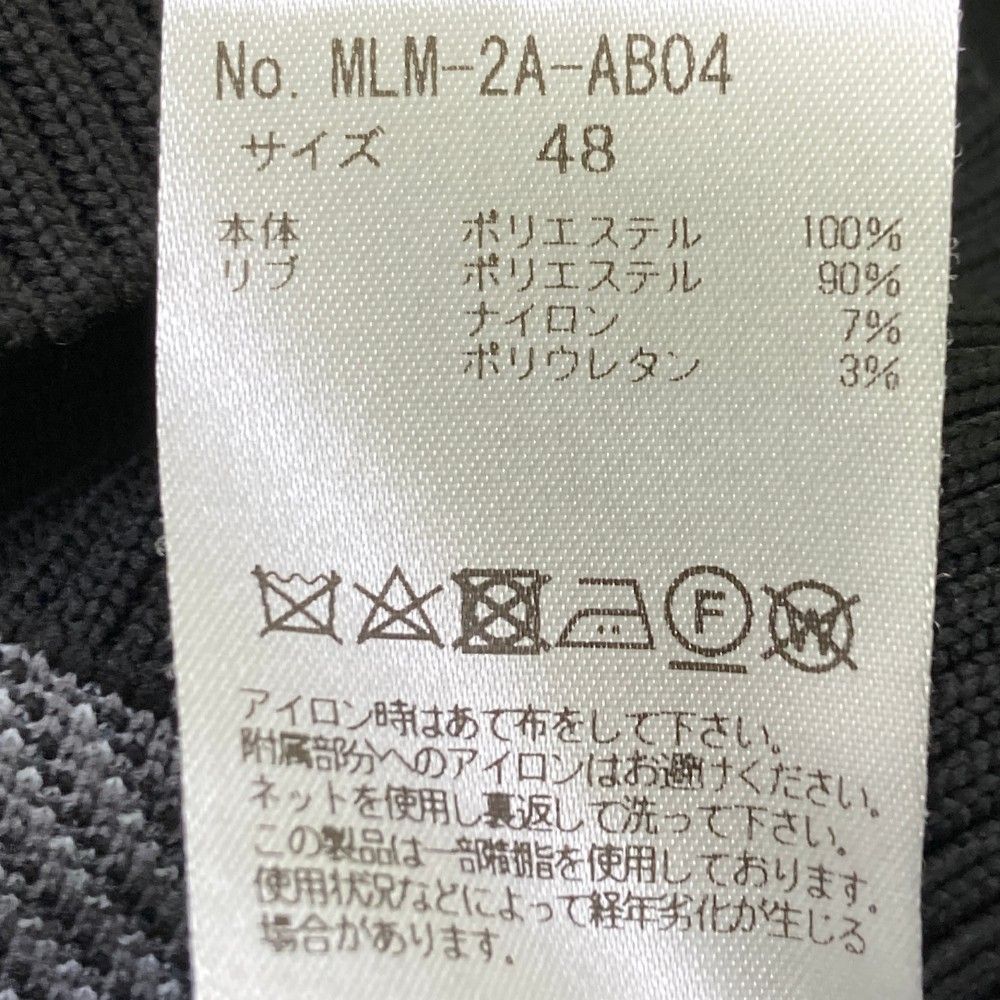 No. MLM-2A-AB04
サイズ 48
本体 ポリエステル 100%
リブ ポリエステル 90%
ナイロン 7%
ポリウレタン 3%
F
W
アイロン時はあて布をして下さい。
附属部分へのアイロンはお避けください。
ネットを使用し裏返して洗って下さい。
この製品は一部樹脂を使用しております。
使用状況などによって経年劣化が生じる
場合があります。